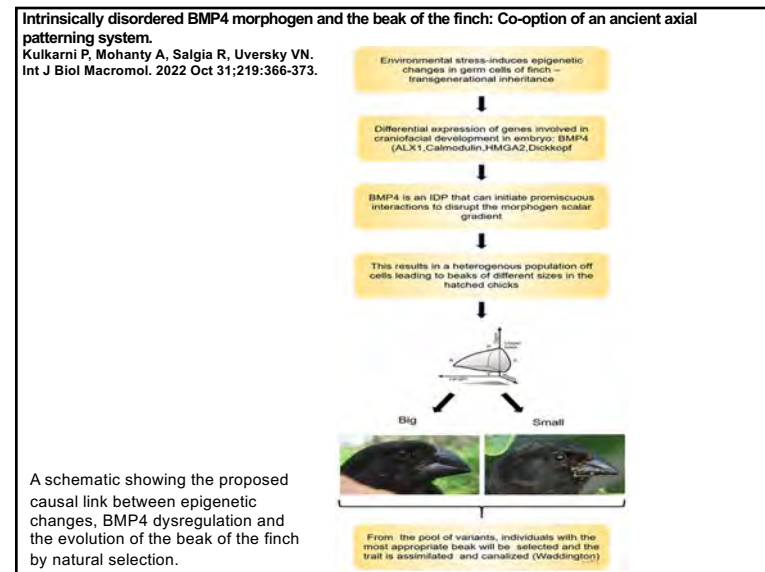 Intrinsically disordered BMP4 morphogen and the beak of the finch: Co-option of an ancient axial
patterning system.
Kulkarni P, Mohanty A, Salgia R, Uversky VN.
Int J Biol Macromol. 2022 Oct 31;219:366-373.
Environmental stress-induces epigenetic
changes in germ cells of finch –
transgenerational inheritance
Differential expression of genes involved in
craniofacial development in embryo: BMP4
(ALX1,Calmodulin,HMGA2,Dickkopf
BMP4 is an IDP that can initiate promiscuous
interactions to disrupt the morphogen scalar
gradient
This results in a heterogenous population off
cells leading to beaks of different sizes in the
hatched chicks
Big
Small
A schematic showing the proposed
causal link between epigenetic
changes, BMP4 dysregulation and
the evolution of the beak of the finch
by natural selection.
From the pool of variants, individuals with the
most appropriate beak will be selected and the
trait is assimilated and canalized (Waddington)